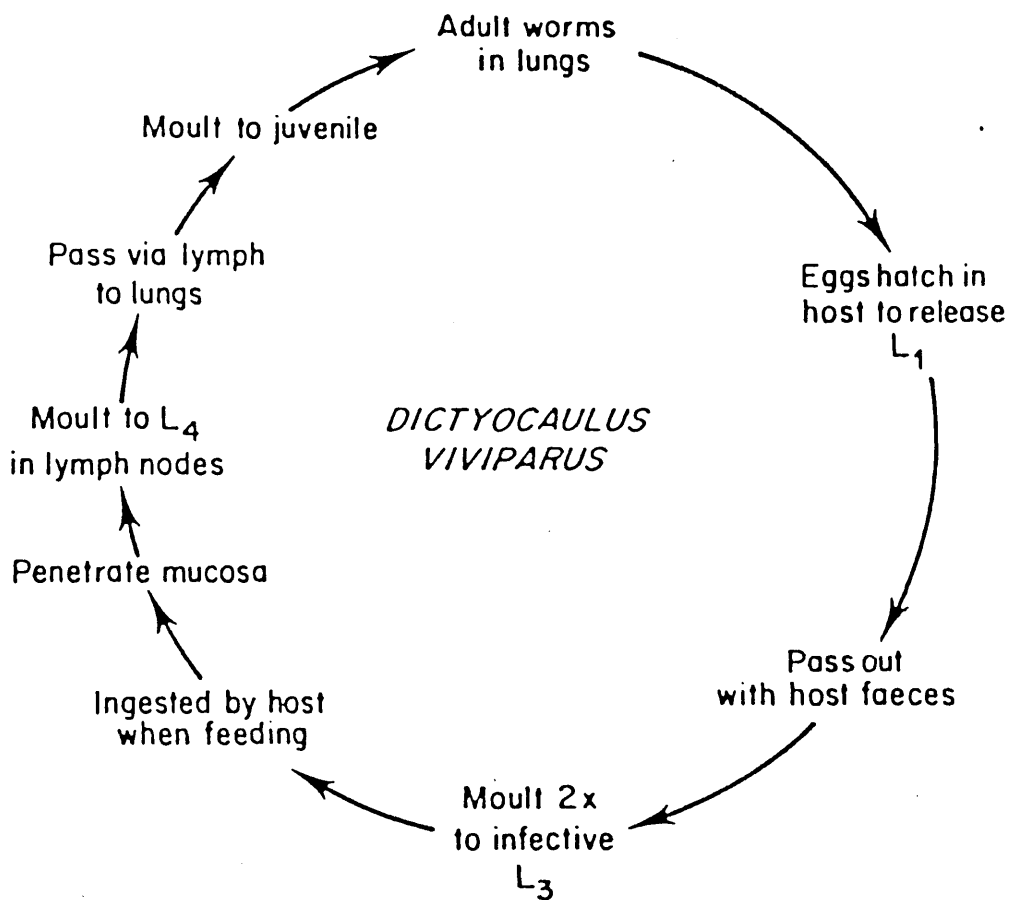 Adult worms
in lungs
Eggs hatch in
host to release
L₁
Pass out
with host faeces
Moult 2x
to infective
L₃
Ingested by host
when feeding
Penetrate mucosa
Moult to L₄
in lymph nodes
Pass via lymph
to lungs
Moult to juvenile
DICTYOCAULUS
VIVIPARUS